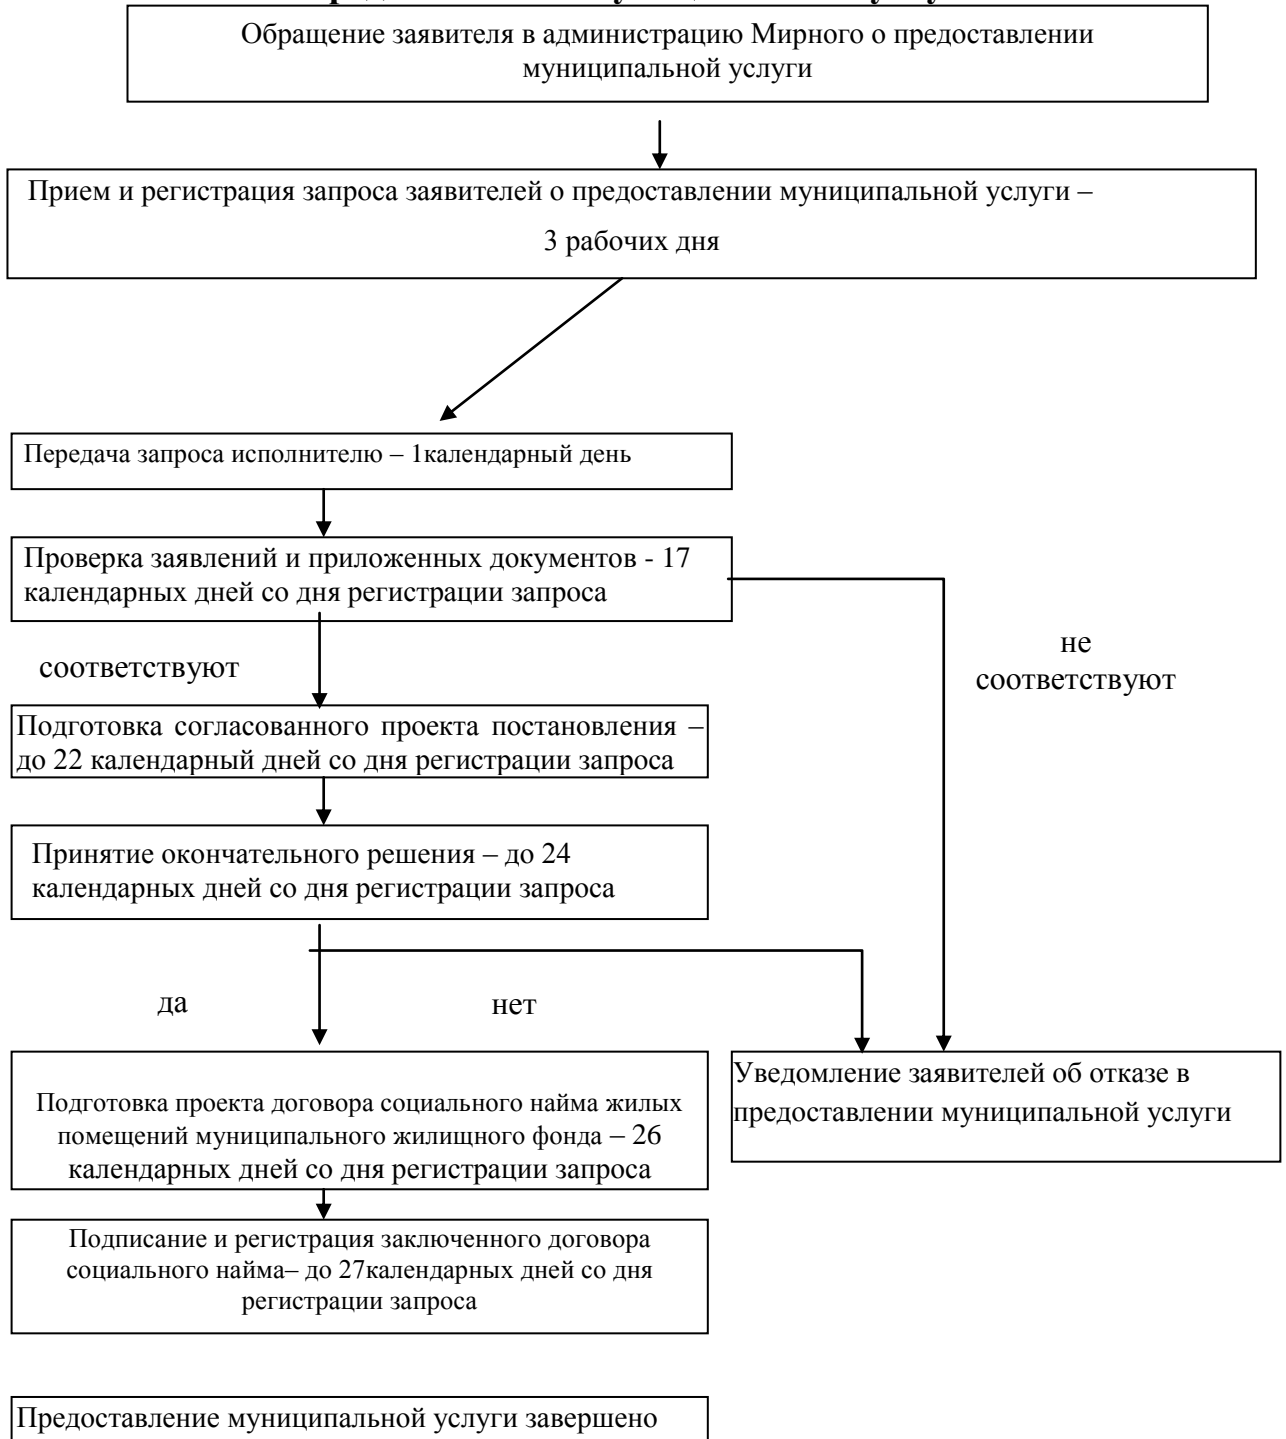 Обращение заявителя в администрацию Мирного о предоставлении
муниципальной услуги
Прием и регистрация запроса заявителей о предоставлении муниципальной услуги –
3 рабочих дня
Передача запроса исполнителю – 1календарный день
Проверка заявлений и приложенных документов - 17
календарных дней со дня регистрации запроса
не
соответствуют
соответствуют
Подготовка согласованного проекта постановления –
до 22 календарный дней со дня регистрации запроса
Принятие окончательного решения – до 24
календарных дней со дня регистрации запроса
да
нет
Подготовка проекта договора социального найма жилых
помещений муниципального жилищного фонда – 26
календарных дней со дня регистрации запроса
Уведомление заявителей об отказе в
предоставлении муниципальной услуги
Подписание и регистрация заключенного договора
социального найма– до 27календарных дней со дня
регистрации запроса
Предоставление муниципальной услуги завершено